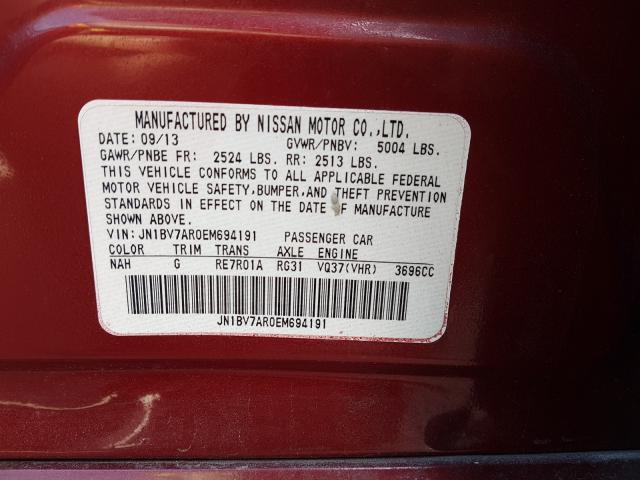 MANUFACTURED BY NISSAN MOTOR CO.,LTD.
DATE: 09/13 GVWR/PNBV: 5004 LBS.
GAWR/PNBE FR: 2524 LBS. RR: 2513 LBS.
THIS VEHICLE CONFORMS TO ALL APPLICABLE FEDERAL
MOTOR VEHICLE SAFETY,BUMPER,AND THEFT PREVENTION
STANDARDS IN EFFECT ON THE DATE OF MANUFACTURE
SHOWN ABOVE.
VIN: JN1BV7AR0EM694191 PASSENGER CAR
COLOR TRIM TRANS AXLE ENGINE
NAH G RE7R01A RG31 VQ37(VHR) 3696CC
JN1BV7AR0EM694191